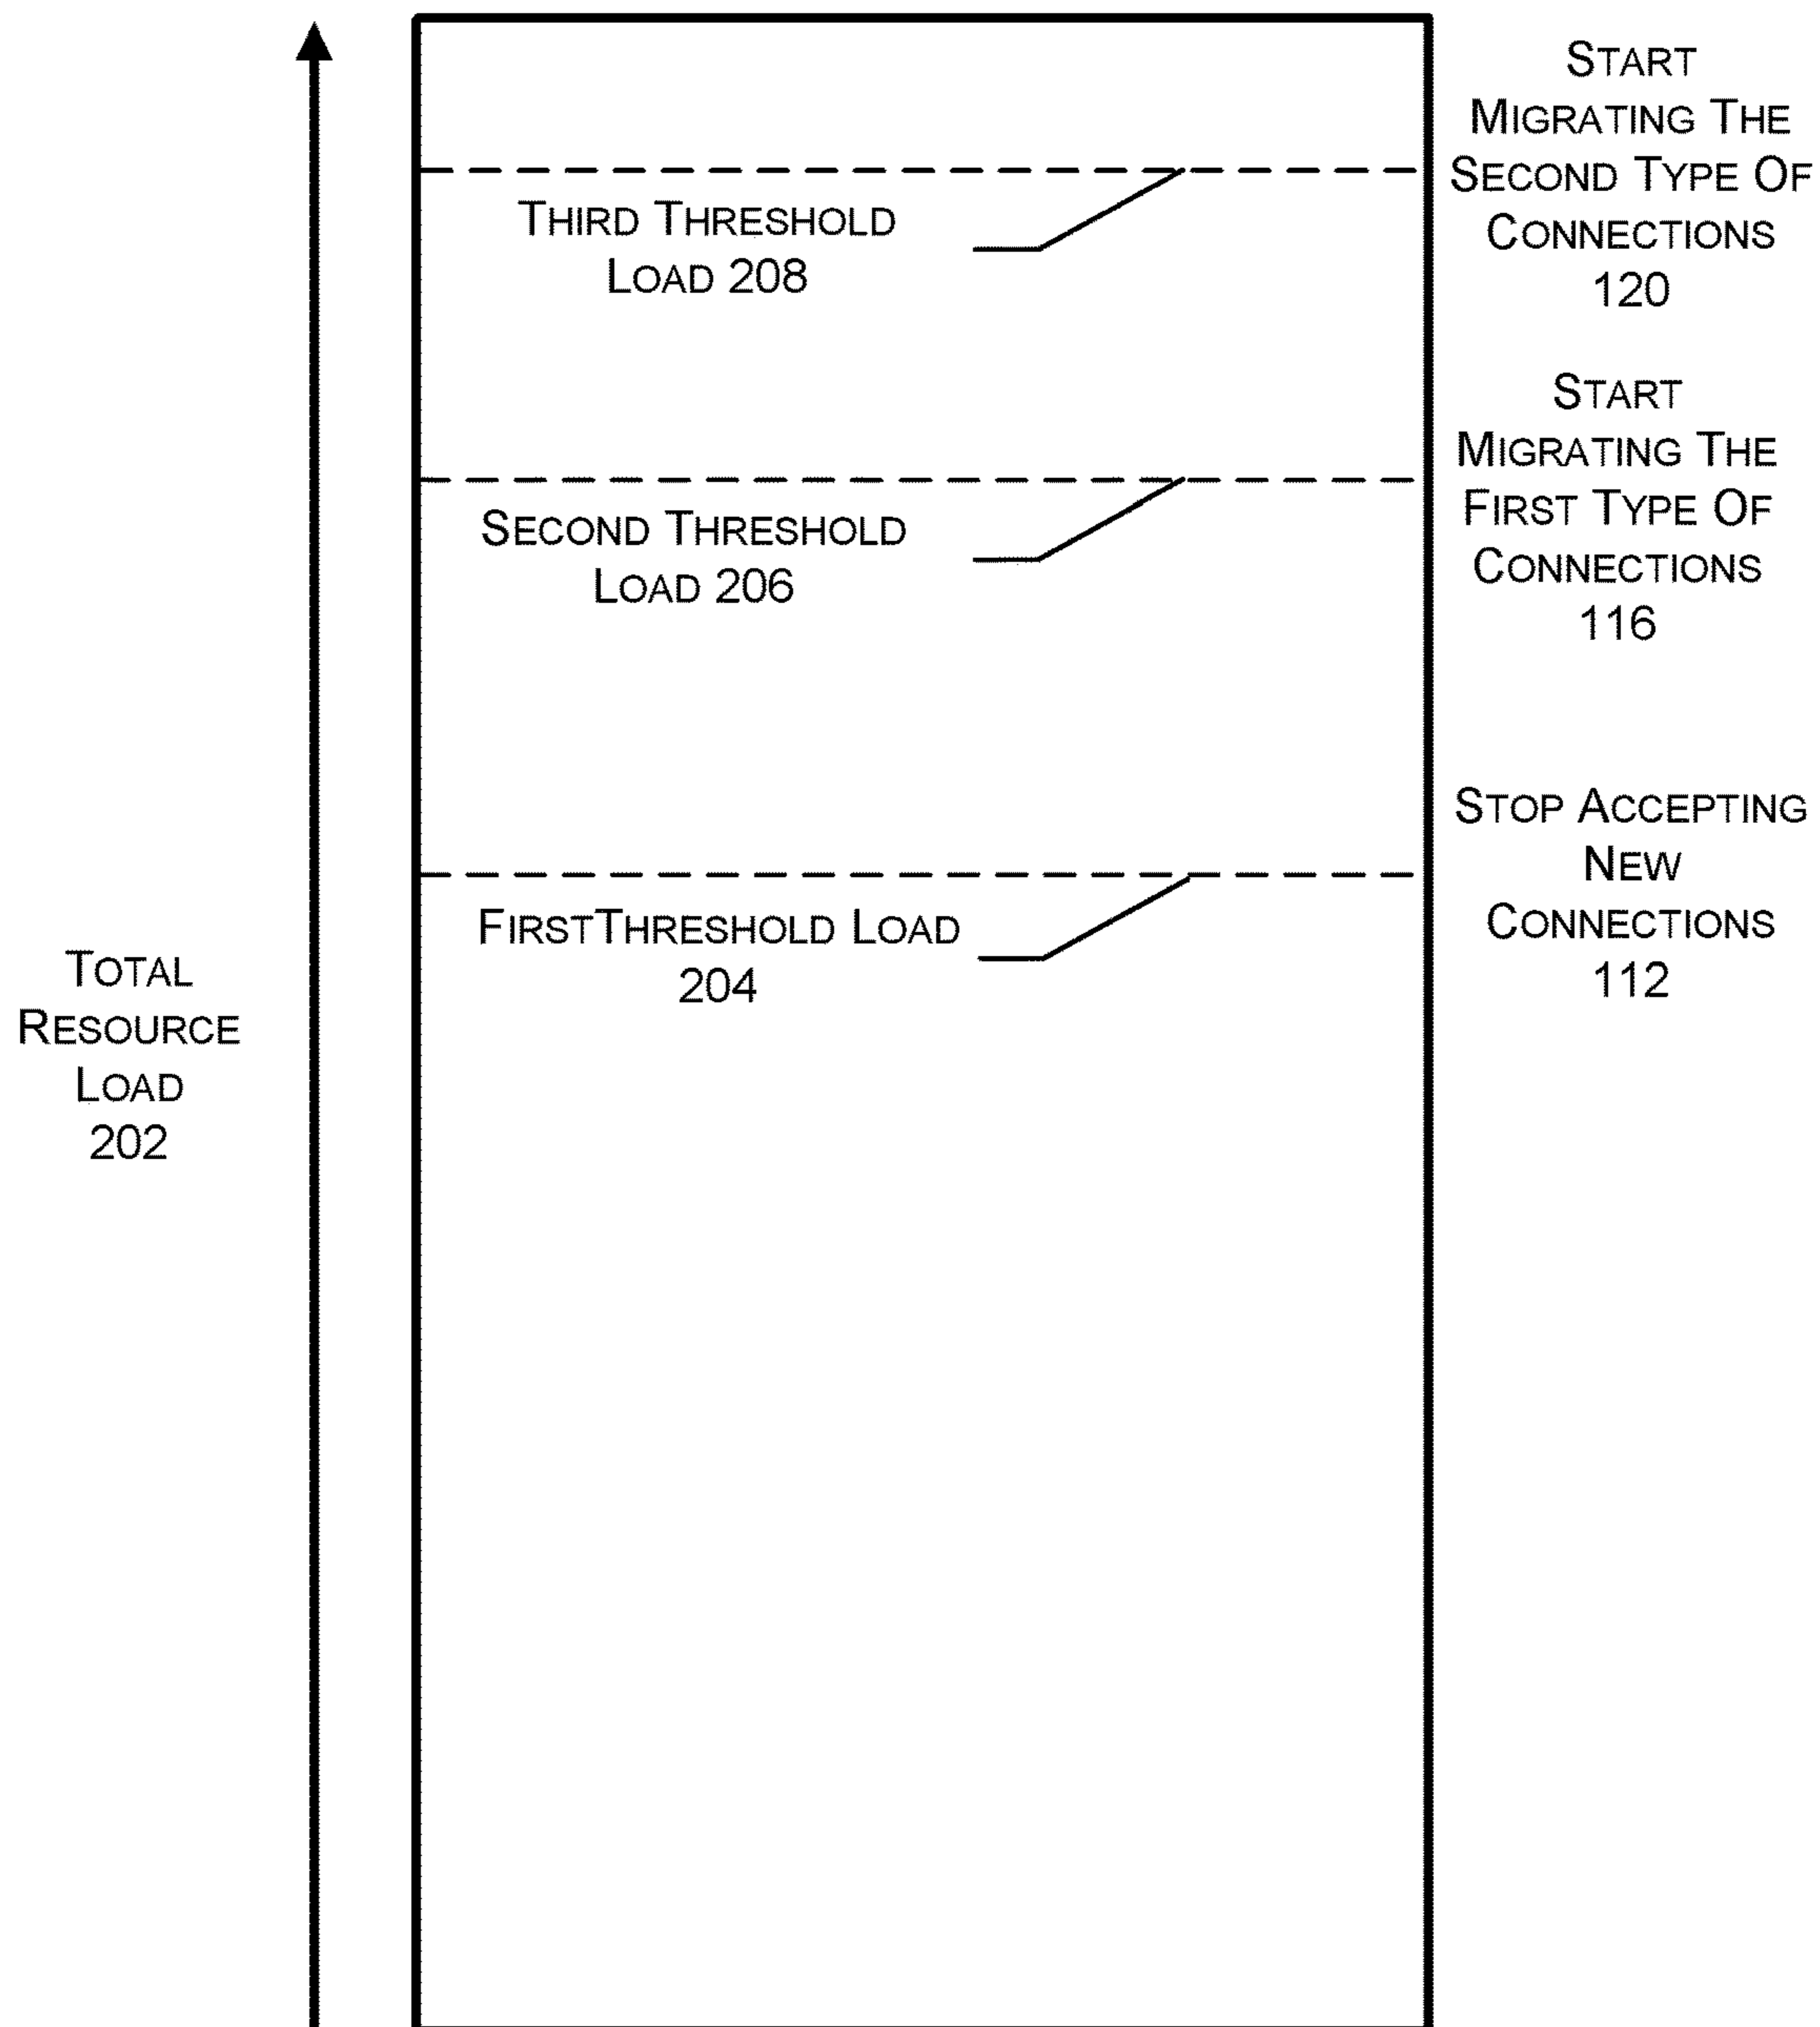 START
MIGRATING THE
SECOND TYPE OF
CONNECTIONS
120
THIRD THRESHOLD
LOAD 208
START
MIGRATING THE
FIRST TYPE OF
CONNECTIONS
116
SECOND THRESHOLD
LOAD 206
STOP ACCEPTING
NEW
CONNECTIONS
112
FIRSTTHRESHOLD LOAD
204
TOTAL
RESOURCE
LOAD
202